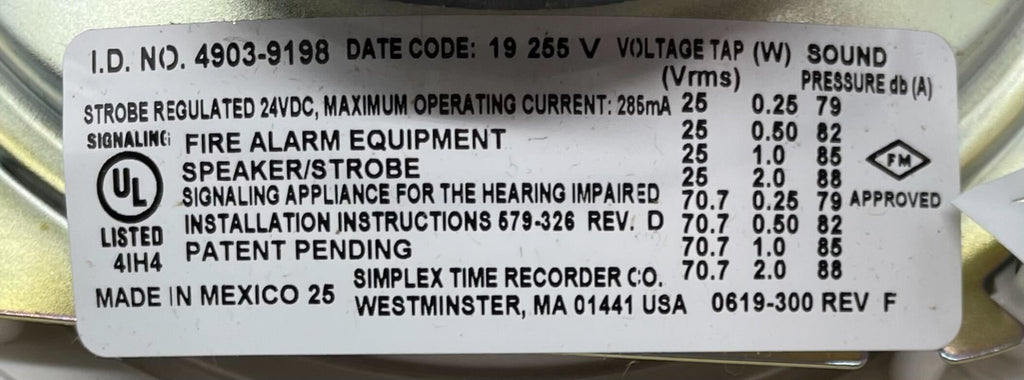 I.D. NO. 4903-9198 DATE CODE: 19 255 V VOLTAGE TAP (W) SOUND
(Vrms) PRESSURE db (A)
STROBE REGULATED 24VDC, MAXIMUM OPERATING CURRENT: 285mA 25 0.25 79
SIGNALING FIRE ALARM EQUIPMENT 25 0.50 82
SPEAKER/STROBE 25 1.0 85
UL 25 2.0 88 FM
SIGNALING APPLIANCE FOR THE HEARING IMPAIRED 70.7 0.25 79 APPROVED
INSTALLATION INSTRUCTIONS 579-326 REV. D 70.7 0.50 82
LISTED PATENT PENDING 70.7 1.0 85
4IH4 SIMPLEX TIME RECORDER CO. 70.7 2.0 88
MADE IN MEXICO 25 WESTMINSTER, MA 01441 USA 0619-300 REV F